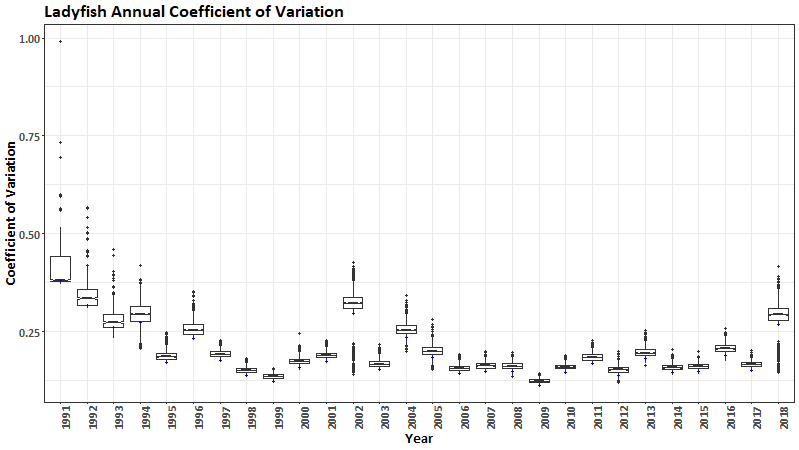 Ladyfish Annual Coefficient of Variation
Coefficient of Variation
1.00
0.75
0.50
0.25
1991 1992 1993 1994 1995 1996 1997 1998 1999 2000 2001 2002 2003 2004 2005 2006 2007 2008 2009 2010 2011 2012 2013 2014 2015 2016 2017 2018
Year